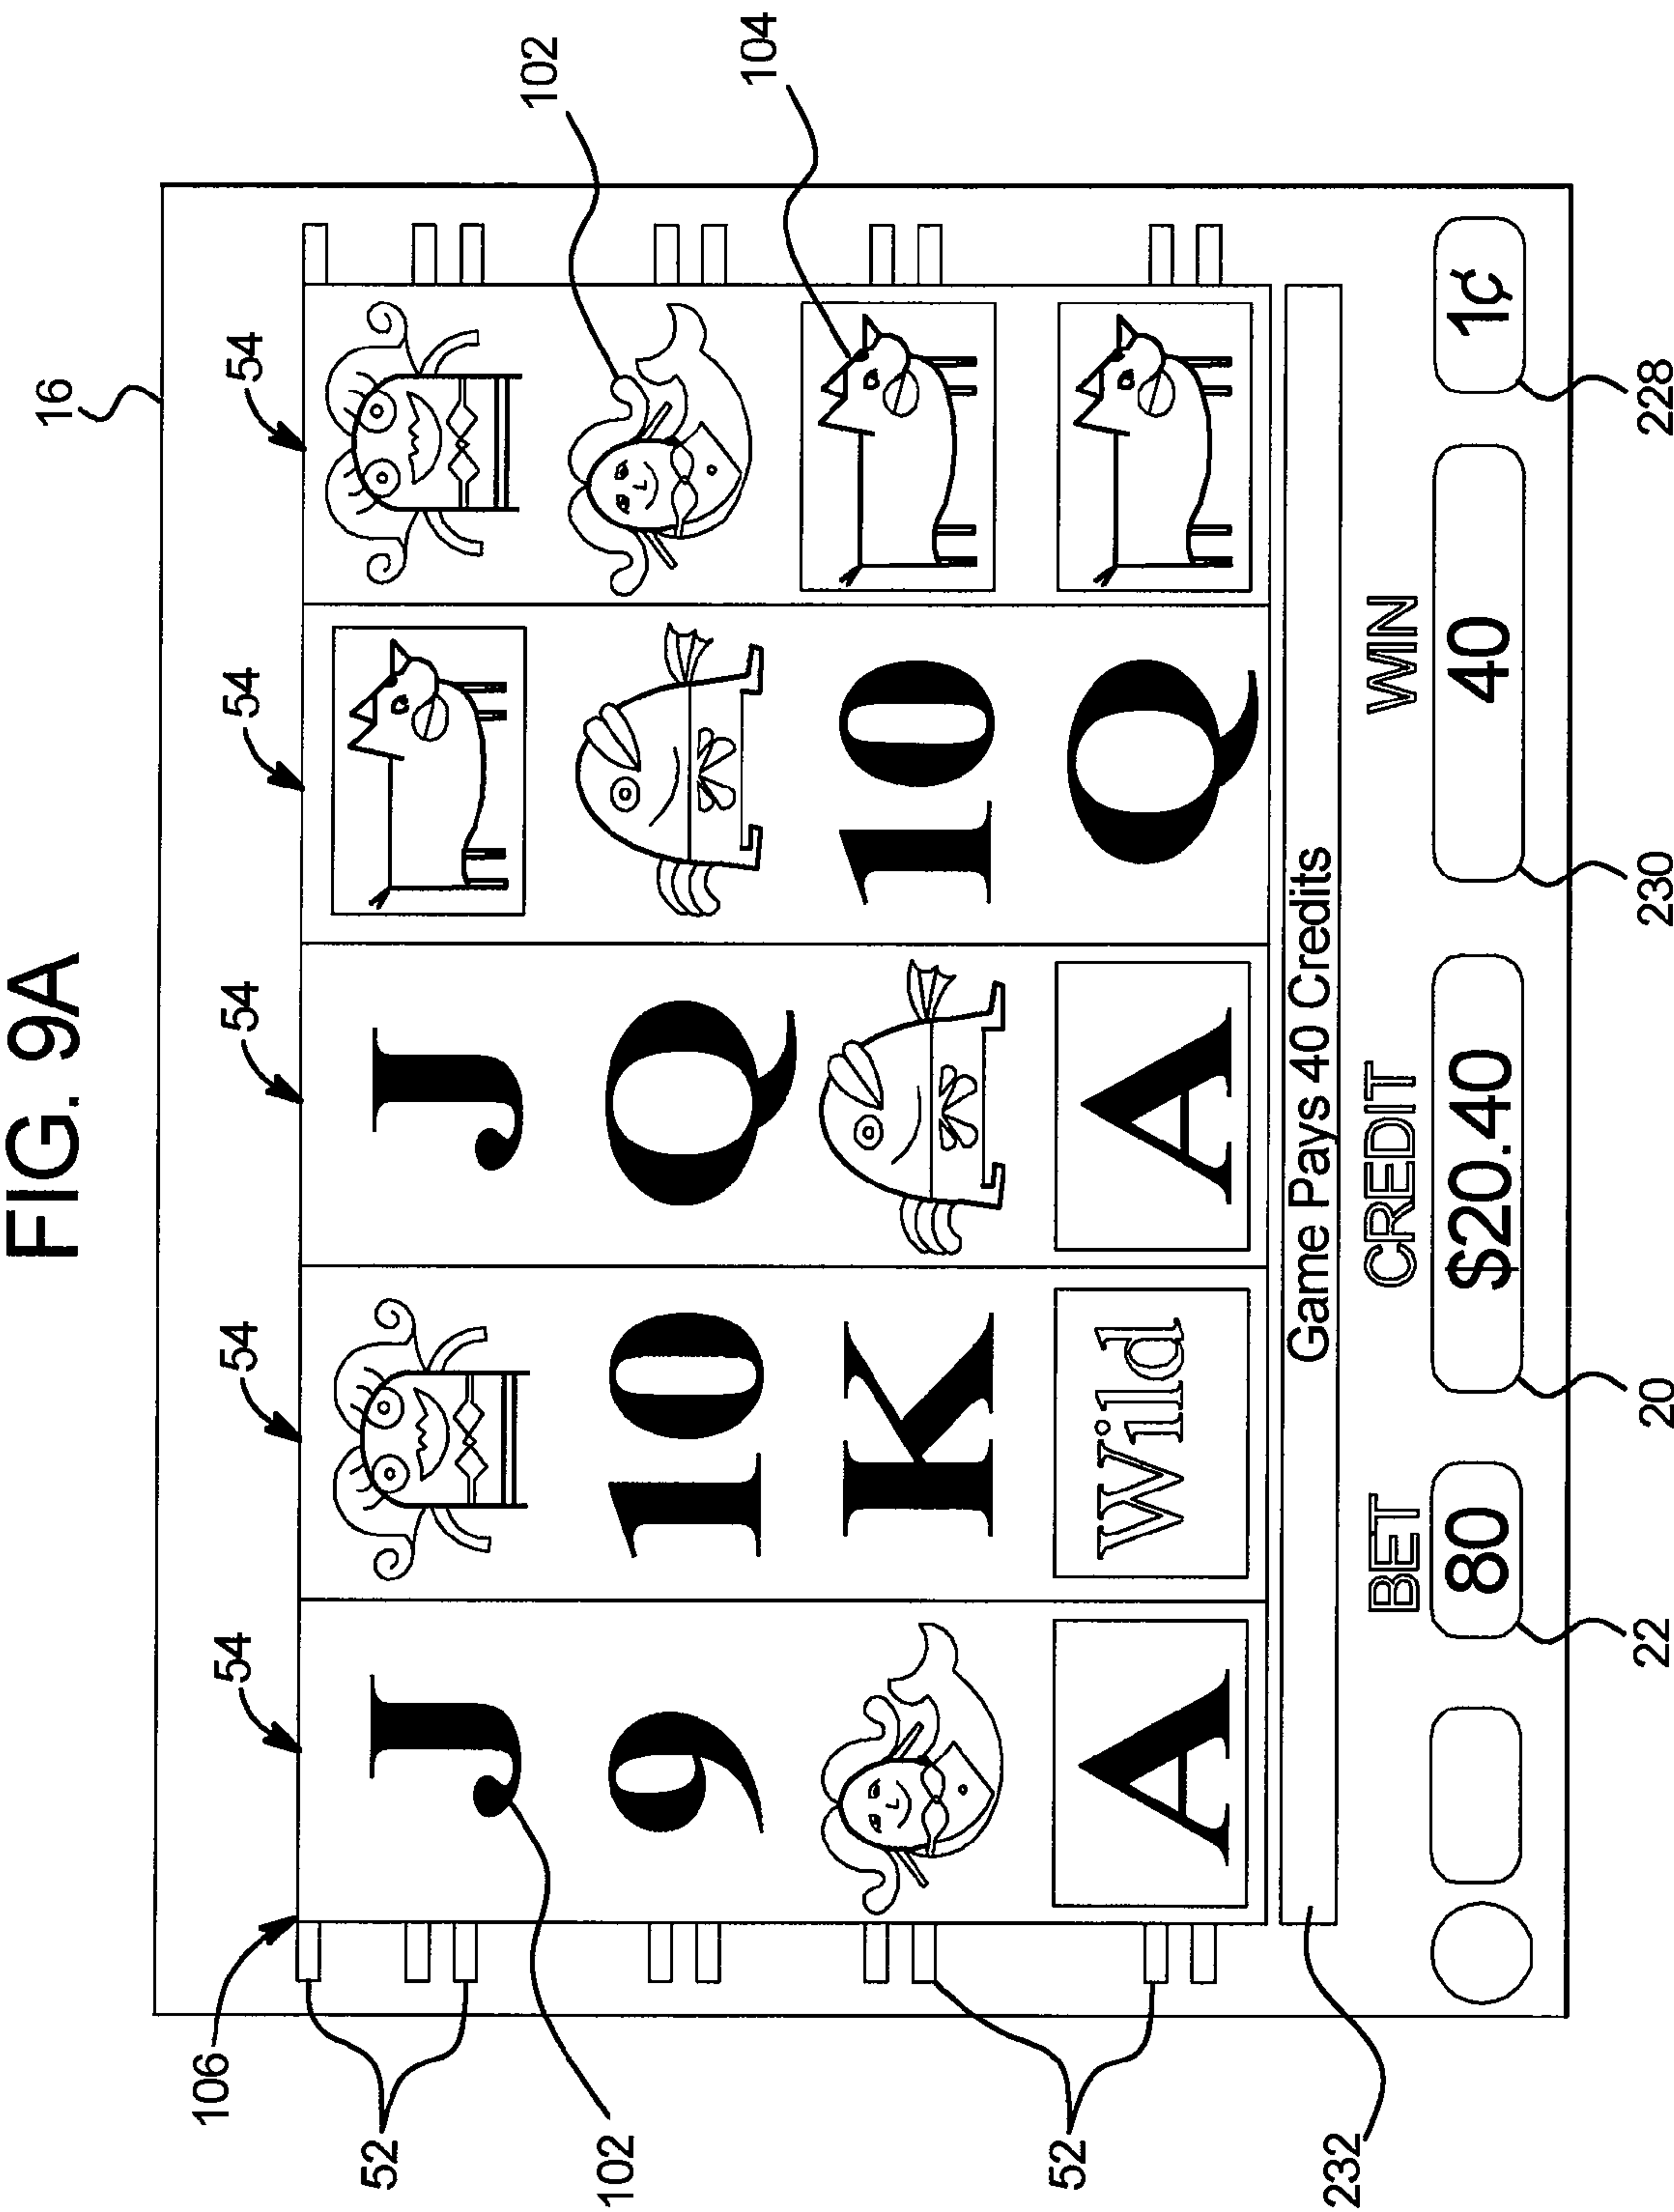 FIG. 9A
16
106
54
54
54
54
54
52
102
102
104
J
J
9
10
Q
K
10
A
Wild
A
Q
52
232
Game Pays 40 Credits
BET
CREDIT
WIN
80
$20.40
40
1¢
22
20
230
228